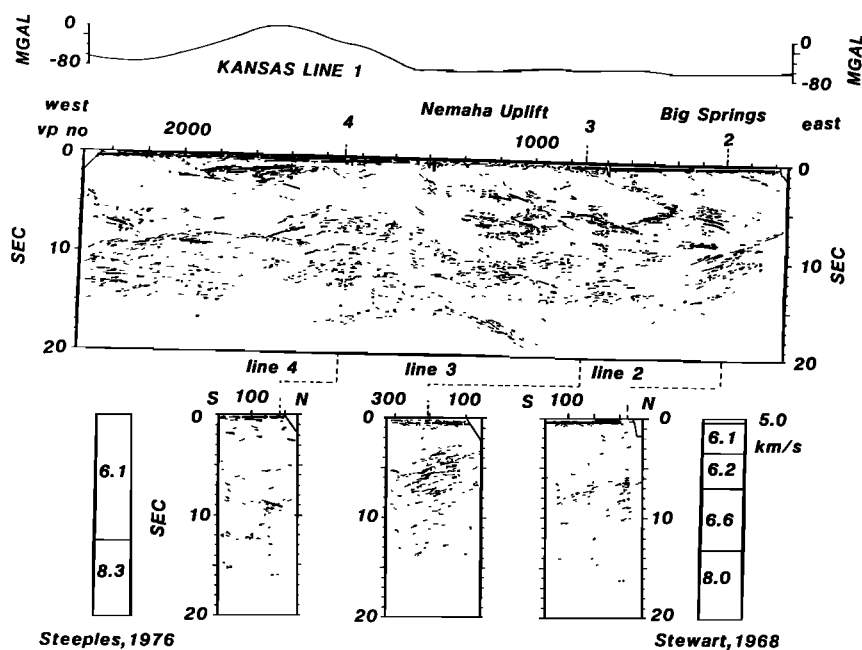 MGAL
0
-80
KANSAS LINE 1
0
-80
MGAL
west
Nemaha Uplift
Big Springs
east
vp no
2000
4
1000
3
2
0
10
20
SEC
0
10
20
SEC
line 4
line 3
line 2
S 100 N
300 100
S 100 N
0
10
20
SEC
0
10
20
0
10
20
6.1
8.3
5.0
km/s
6.1
6.2
6.6
8.0
Steeples, 1976
Stewart, 1968